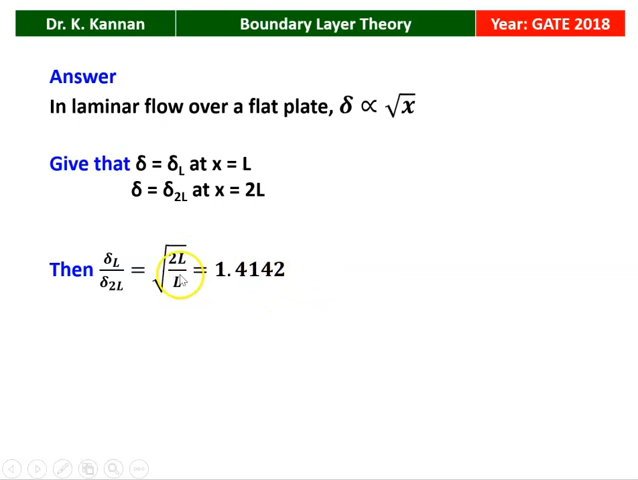 Dr. K. Kannan
Boundary Layer Theory
Year: GATE 2018
Answer
In laminar flow over a flat plate, δ ∝ √x
Give that δ = δL at x = L
δ = δ2L at x = 2L
Then δL/δ2L = √(2L/L) = 1.4142